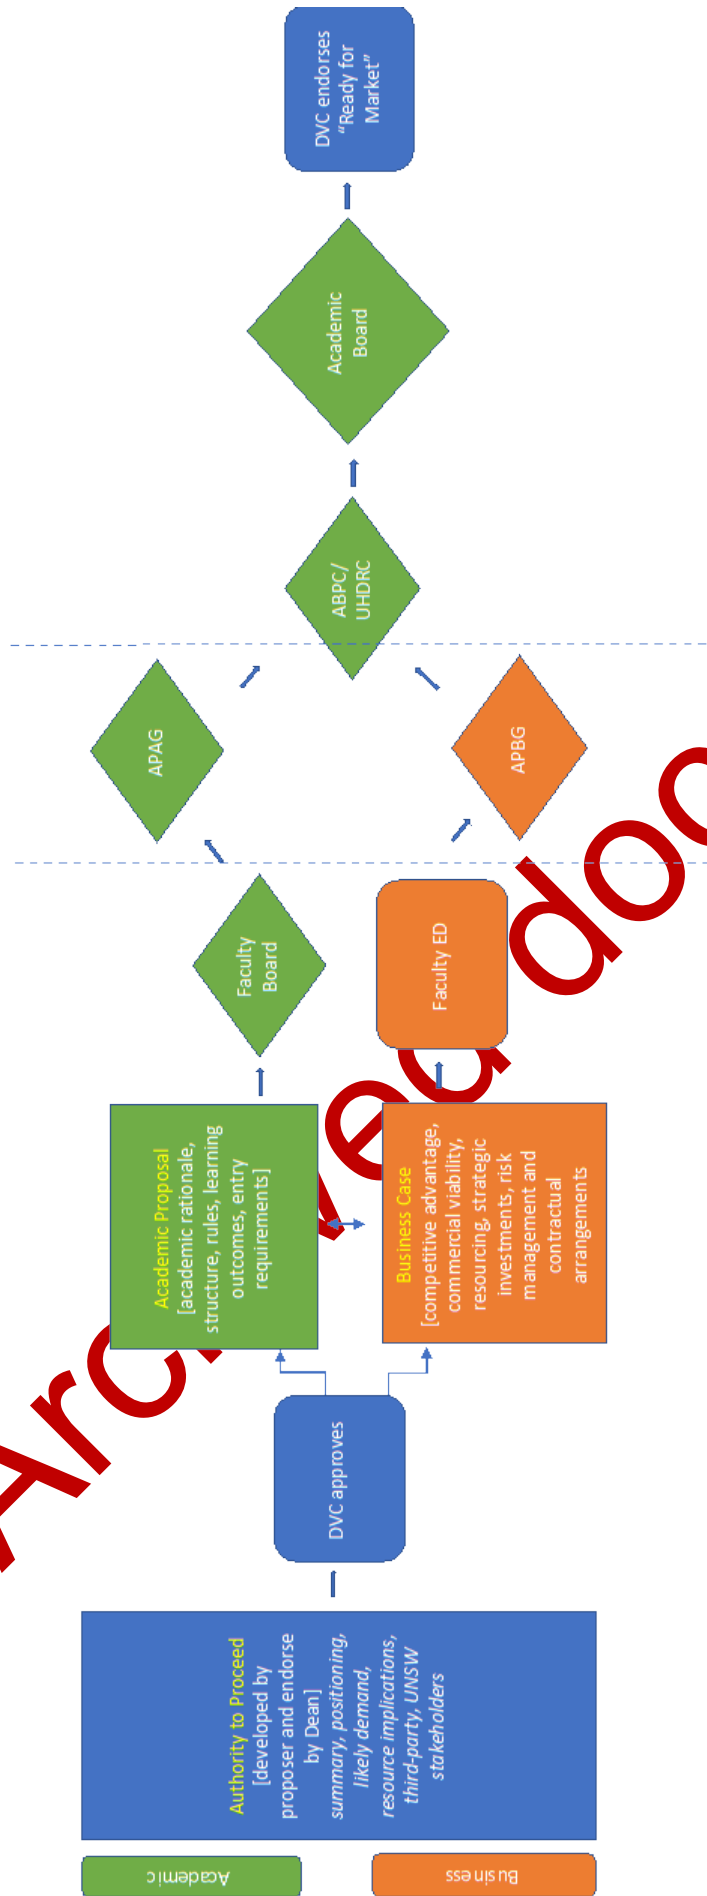 Academic
Business
Authority to Proceed
[developed by
proposer and endorse
by Dean]
summary, positioning,
likely demand,
resource implications,
third-party, UNSW
stakeholders
DVC approves
Academic Proposal
[academic rationale,
structure, rules, learning
outcomes, entry
requirements]
Business Case
[competitive advantage,
commercial viability,
resourcing, strategic
investments, risk
management and
contractual
arrangements
Faculty
Board
Faculty ED
APAG
APBG
ABPC/
UHDRC
Academic
Board
DVC endorses
“Ready for
Market”
Archived doc